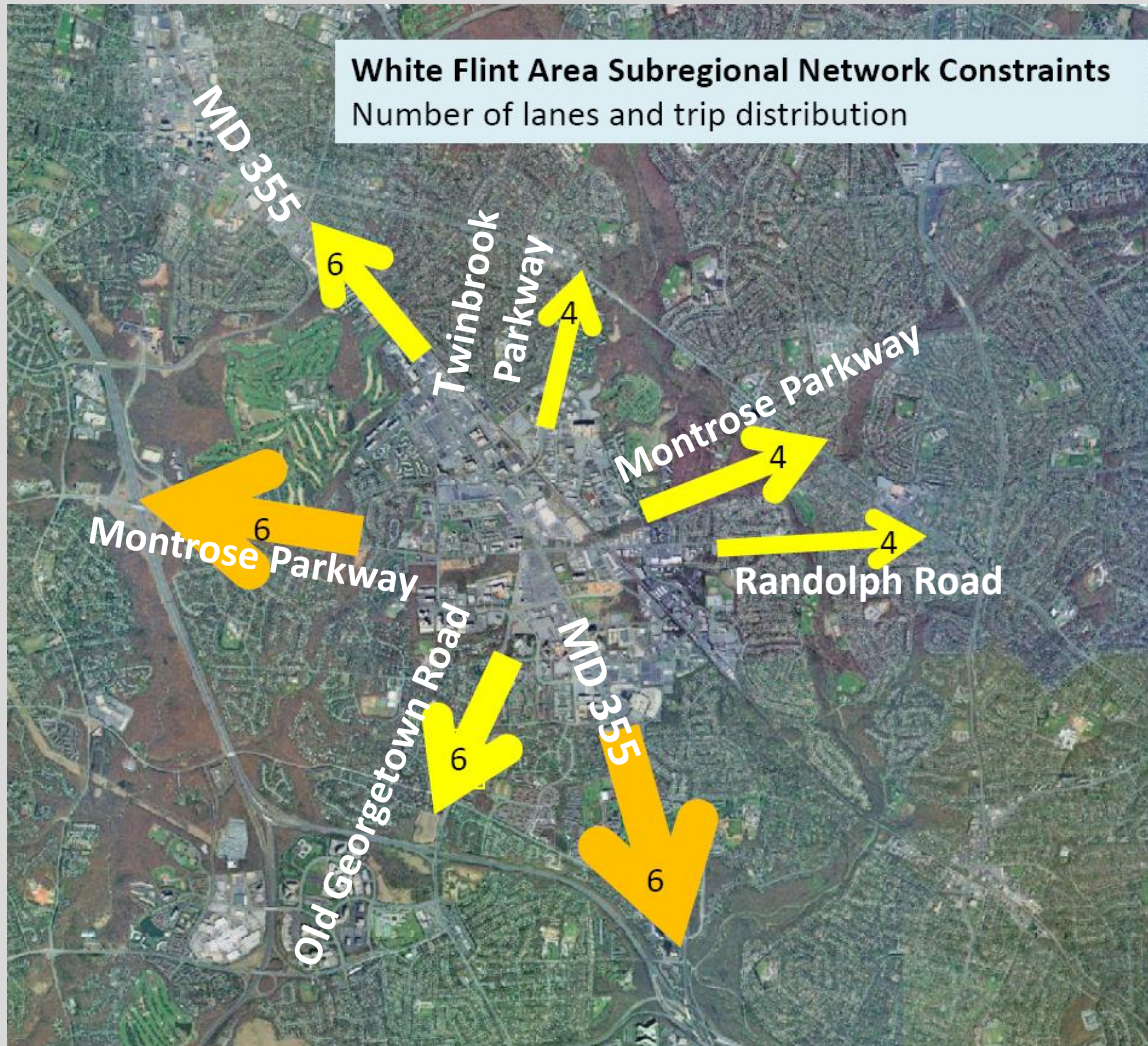 White Flint Area Subregional Network Constraints
Number of lanes and trip distribution
MD 355
6
Twinbrook
Parkway
4
Montrose Parkway
4
6
Montrose Parkway
4
Randolph Road
Old Georgetown Road
6
MD 355
6